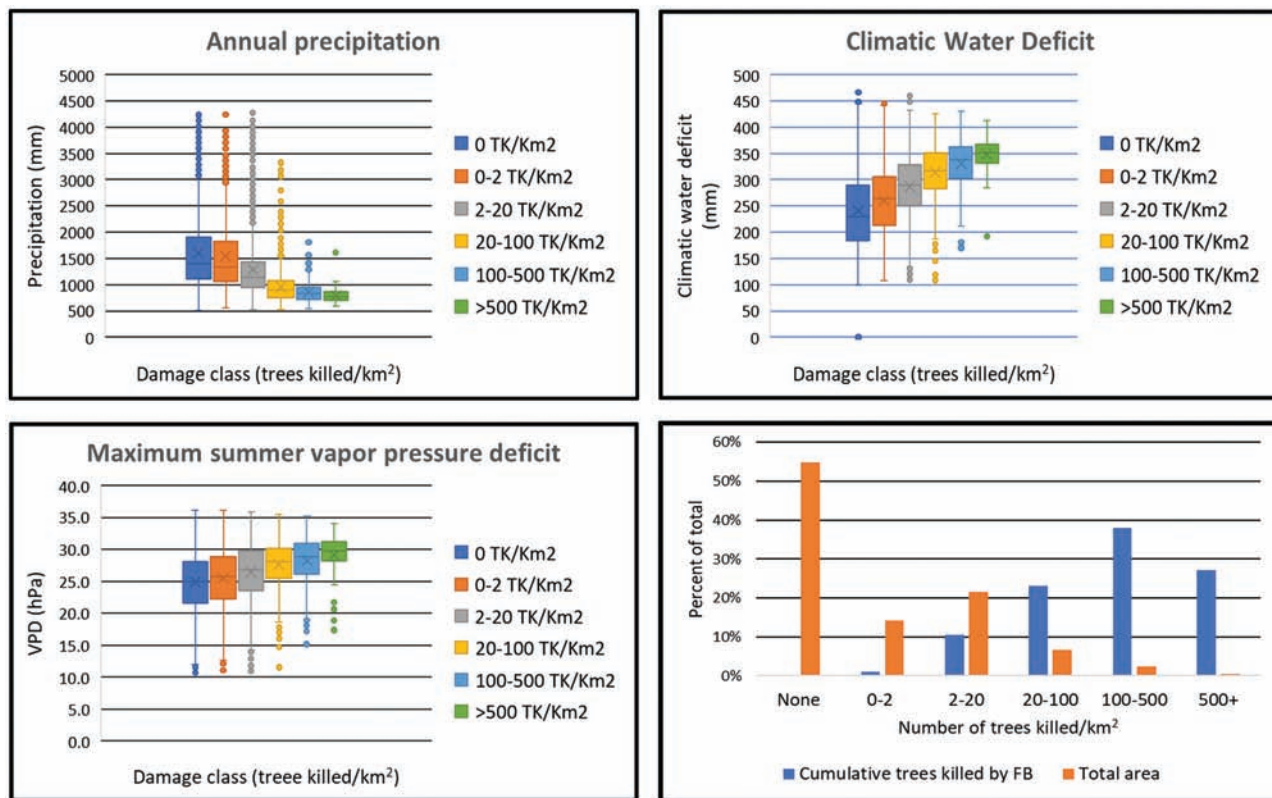 Annual precipitation
Precipitation (mm)
5000
4500
4000
3500
3000
2500
2000
1500
1000
500
0
0 TK/Km2
0-2 TK/Km2
2-20 TK/Km2
20-100 TK/Km2
100-500 TK/Km2
>500 TK/Km2
Damage class (trees killed/km²)
Climatic Water Deficit
Climatic water deficit
(mm)
500
450
400
350
300
250
200
150
100
50
0
0 TK/Km2
0-2 TK/Km2
2-20 TK/Km2
20-100 TK/Km2
100-500 TK/Km2
>500 TK/Km2
Damage class (trees killed/km²)
Maximum summer vapor pressure deficit
VPD (hPa)
40.0
35.0
30.0
25.0
20.0
15.0
10.0
5.0
0.0
0 TK/Km2
0-2 TK/Km2
2-20 TK/Km2
20-100 TK/Km2
100-500 TK/Km2
>500 TK/Km2
Damage class (treee killed/km²)
Percent of total
60%
50%
40%
30%
20%
10%
0%
None 0-2 2-20 20-100 100-500 500+
Number of trees killed/km²
Cumulative trees killed by FB Total area